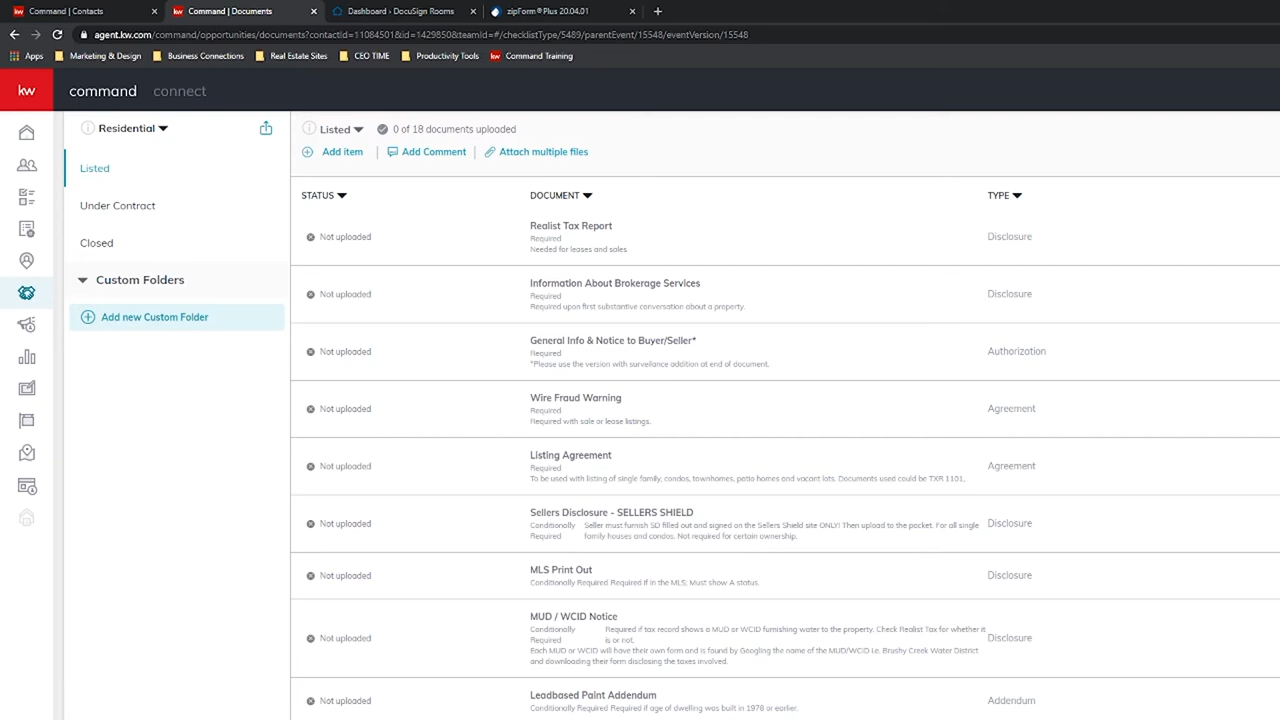 Command | Contacts
Command | Documents
Dashboard › DocuSign Rooms
zipForm®Plus 20.04.01
agent.kw.com/command/opportunities/documents?contactId=110845018&id=1429850&teamId=#/checklistType/5489/parentEvent/15548/eventVersion/15548
Apps
Marketing & Design
Business Connections
Real Estate Sites
CEO TIME
Productivity Tools
Command Training
kw
command
connect
Residential
Listed
Under Contract
Closed
Custom Folders
Add new Custom Folder
Listed
0 of 18 documents uploaded
Add item
Add Comment
Attach multiple files
STATUS
DOCUMENT
TYPE
Not uploaded
Realist Tax Report
Required
Needed for leases and sales
Disclosure
Not uploaded
Information About Brokerage Services
Required
Required upon first substantive conversation about a property.
Disclosure
Not uploaded
General Info & Notice to Buyer/Seller*
Required
*Please use the version with surveilance addition at end of document.
Authorization
Not uploaded
Wire Fraud Warning
Required
Required with sale or lease listings.
Agreement
Not uploaded
Listing Agreement
Required
To be used with listing of single family, condos, townhomes, patio homes and vacant lots. Documents used could be TXR 1101,
Agreement
Not uploaded
Sellers Disclosure - SELLERS SHIELD
Conditionally Required
Seller must furnish SD filled out and signed on the Sellers Shield site ONLY! Then upload to the pocket. For all single
family houses and condos. Not required for certain ownership.
Disclosure
Not uploaded
MLS Print Out
Conditionally Required Required if in the MLS; Must show A status.
Disclosure
Not uploaded
MUD / WCID Notice
Conditionally Required
Required if tax record shows a MUD or WCID furnishing water to the property. Check Realist Tax for whether it
is or not.
Each MUD or WCID will have their own form and is found by Googling the name of the MUD/WCID i.e. Brushy Creek Water District
and downloading their form disclosing the taxes involved.
Disclosure
Not uploaded
Leadbased Paint Addendum
Conditionally Required Required if age of dwelling was built in 1978 or earlier.
Addendum